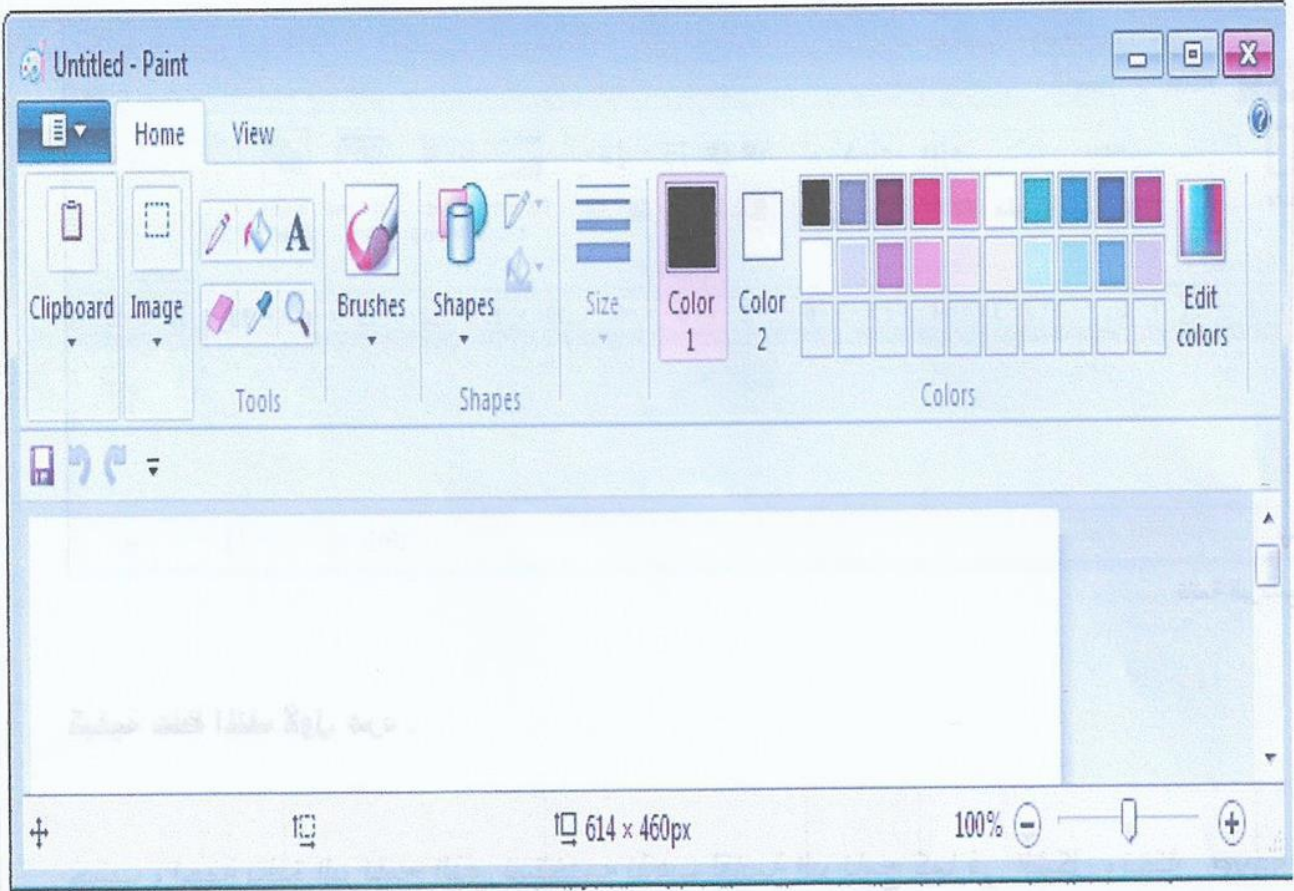 Untitled - Paint
Home View
A
Clipboard Image Brushes Shapes Size Color 1 Color 2 Edit colors
Tools Shapes Colors
614 × 460px 100%